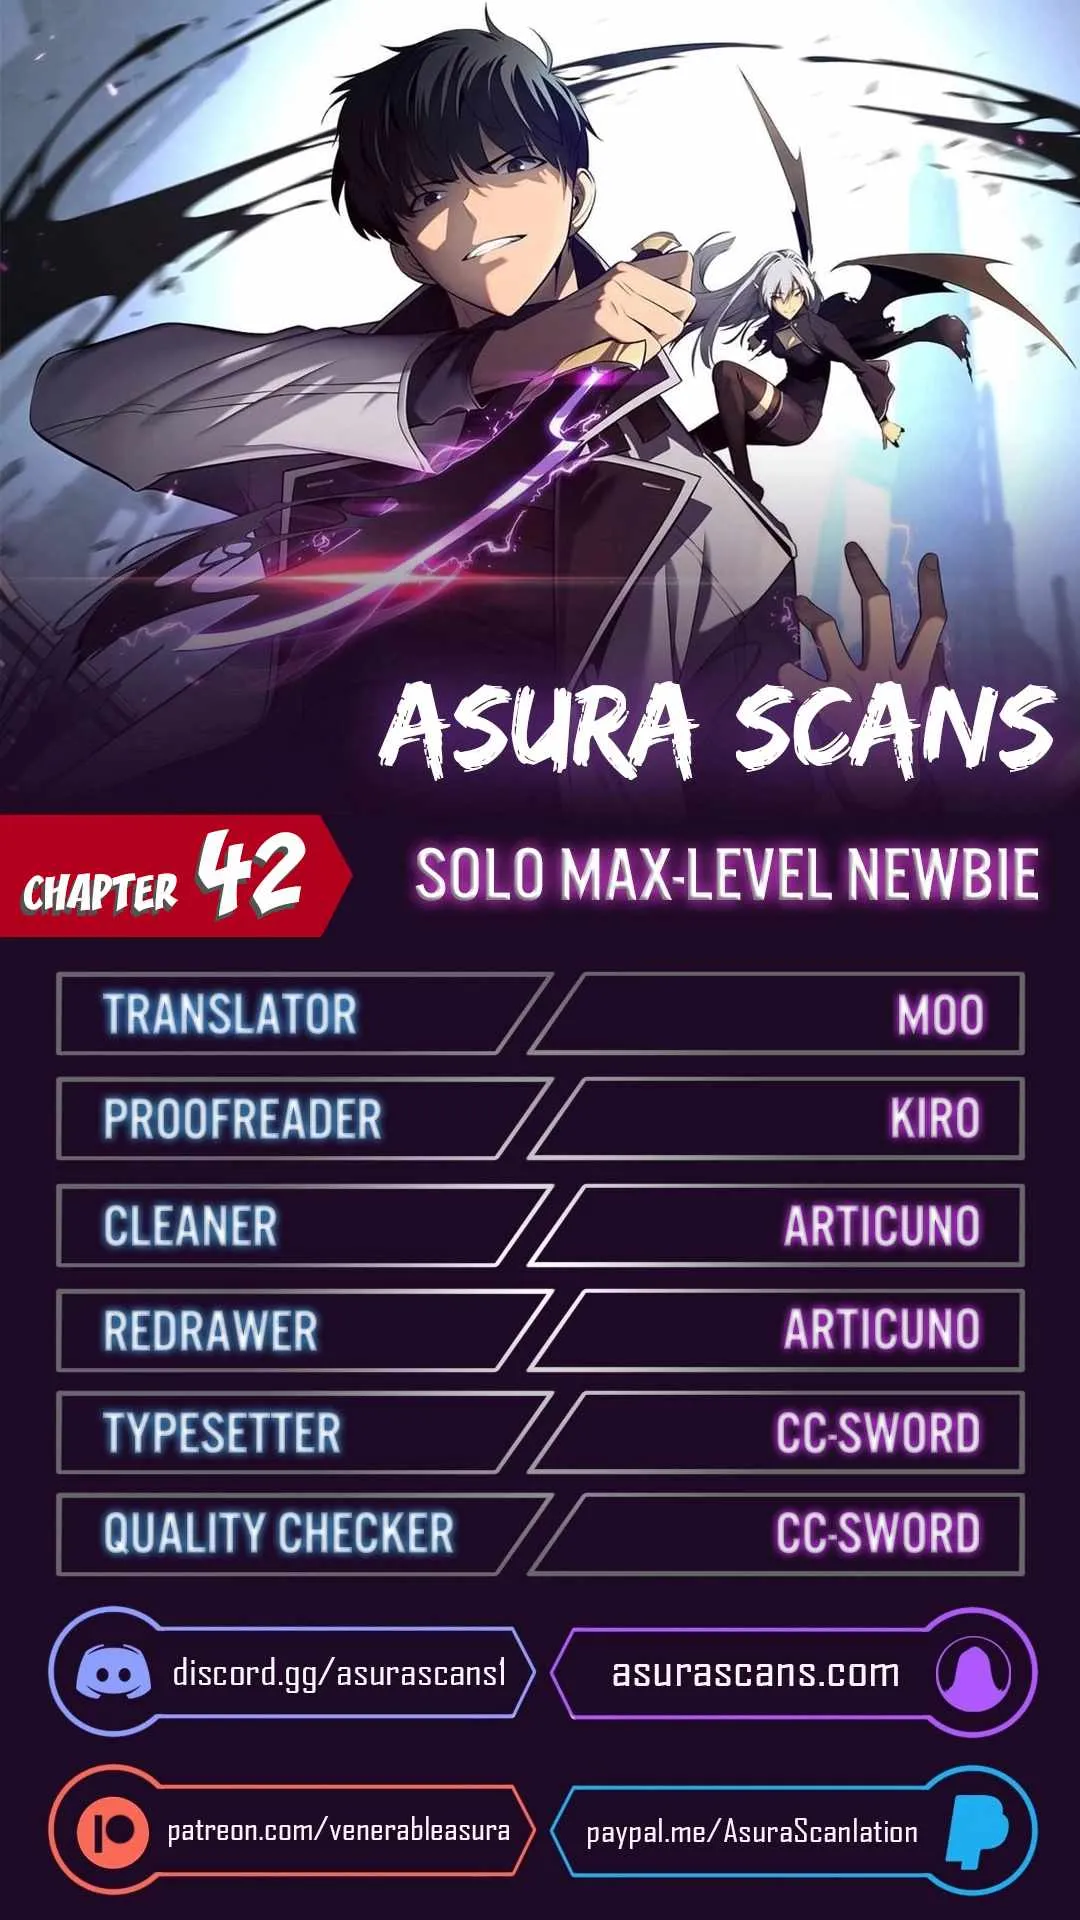 ASURA SCANS
CHAPTER 42
SOLO MAX-LEVEL NEWBIE
TRANSLATOR MOO
PROOFREADER KIRO
CLEANER ARTICUNO
REDRAWER ARTICUNO
TYPESETTER CC-SWORD
QUALITY CHECKER CC-SWORD
discord.gg/asurascans1
asurascans.com
patreon.com/venerableasura
paypal.me/AsuraScanlation